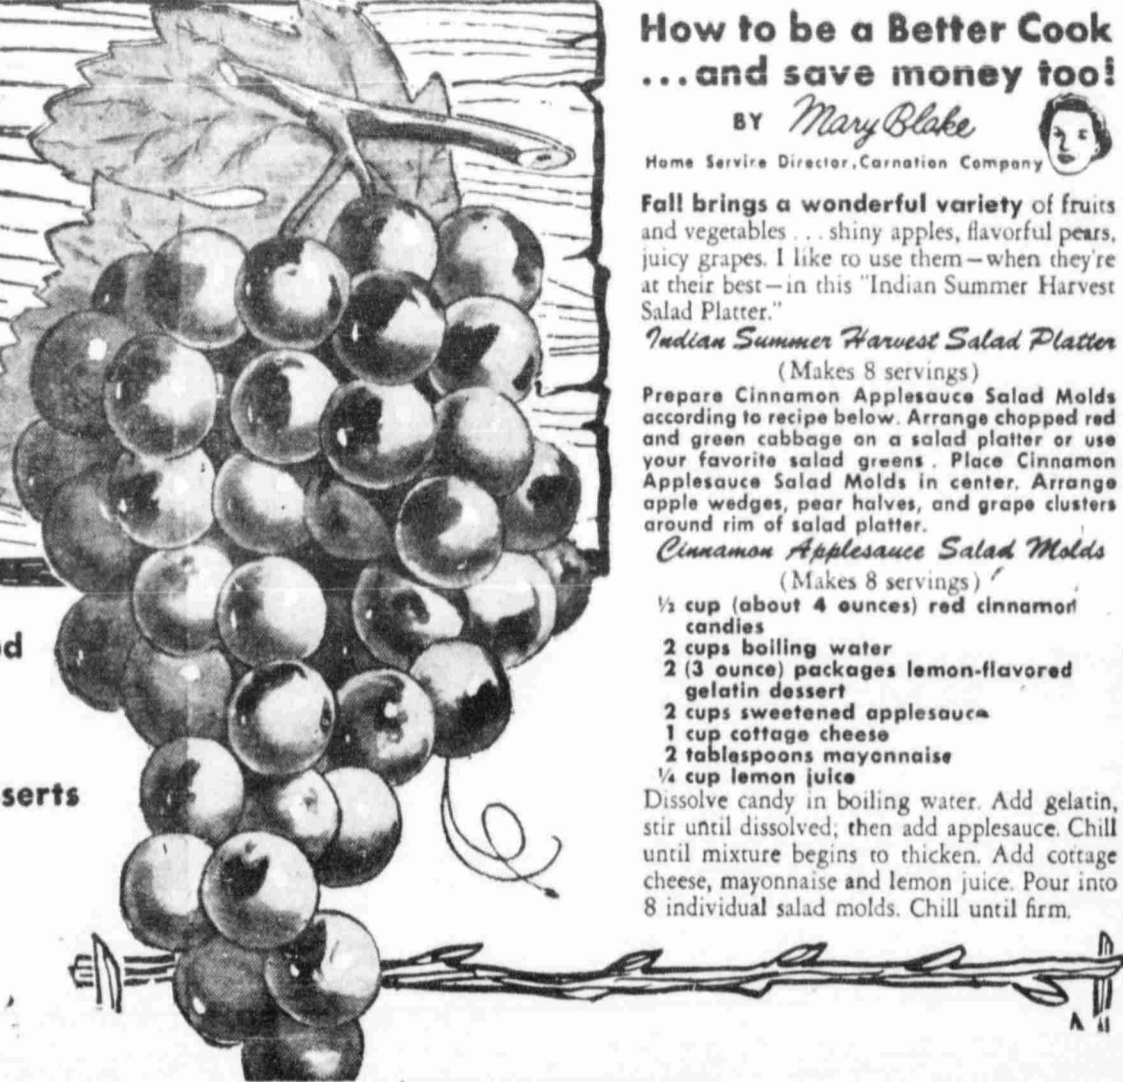 How to be a Better Cook
...and save money too!
BY Mary Blake
Home Service Director, Carnation Company
Fall brings a wonderful variety of fruits
and vegetables ... shiny apples, flavorful pears,
juicy grapes. I like to use them—when they're
at their best—in this "Indian Summer Harvest
Salad Platter."
Indian Summer Harvest Salad Platter
(Makes 8 servings)
Prepare Cinnamon Applesauce Salad Molds
according to recipe below. Arrange chopped red
and green cabbage on a salad platter or use
your favorite salad greens. Place Cinnamon
Applesauce Salad Molds in center. Arrange
apple wedges, pear halves, and grape clusters
around rim of salad platter.
Cinnamon Applesauce Salad Molds
(Makes 8 servings)
½ cup (about 4 ounces) red cinnamon
candies
2 cups boiling water
2 (3 ounce) packages lemon-flavored
gelatin dessert
2 cups sweetened applesauce
1 cup cottage cheese
2 tablespoons mayonnaise
¼ cup lemon juice
Dissolve candy in boiling water. Add gelatin,
stir until dissolved; then add applesauce. Chill
until mixture begins to thicken. Add cottage
cheese, mayonnaise and lemon juice. Pour into
8 individual salad molds. Chill until firm.
serts